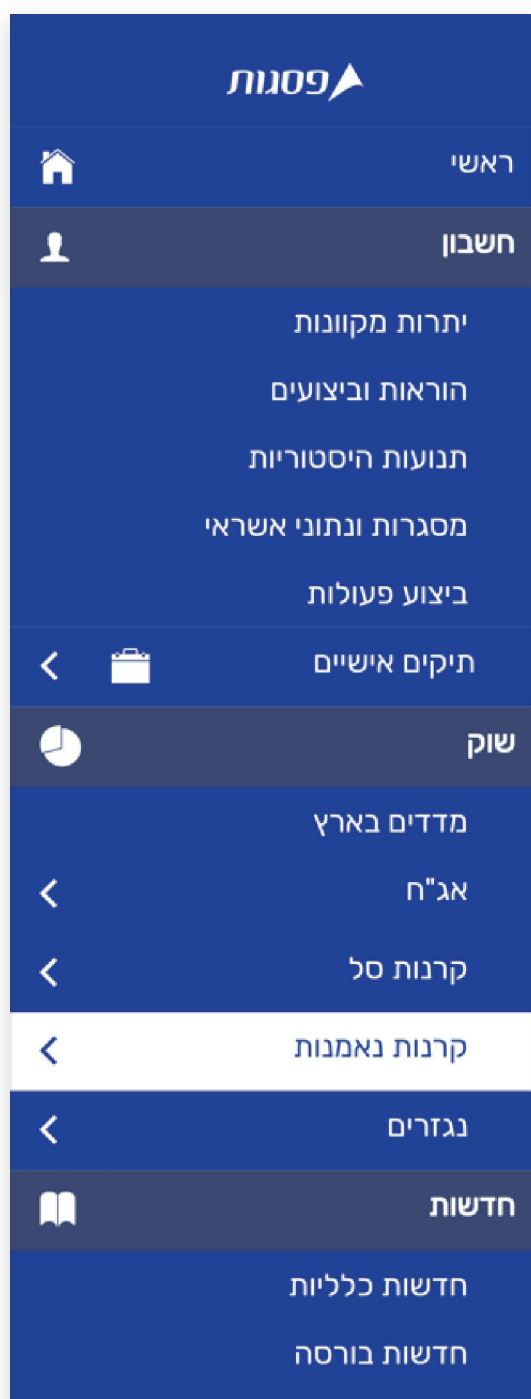 פסגות
ראשי
חשבון
יתרות מקוונות
הוראות וביצועים
תנועות היסטוריות
מסגרות ונתוני אשראי
ביצוע פעולות
תיקים אישיים
שוק
מדדים בארץ
אג"ח
קרנות סל
קרנות נאמנות
נגזרים
חדשות
חדשות כלליות
חדשות בורסה